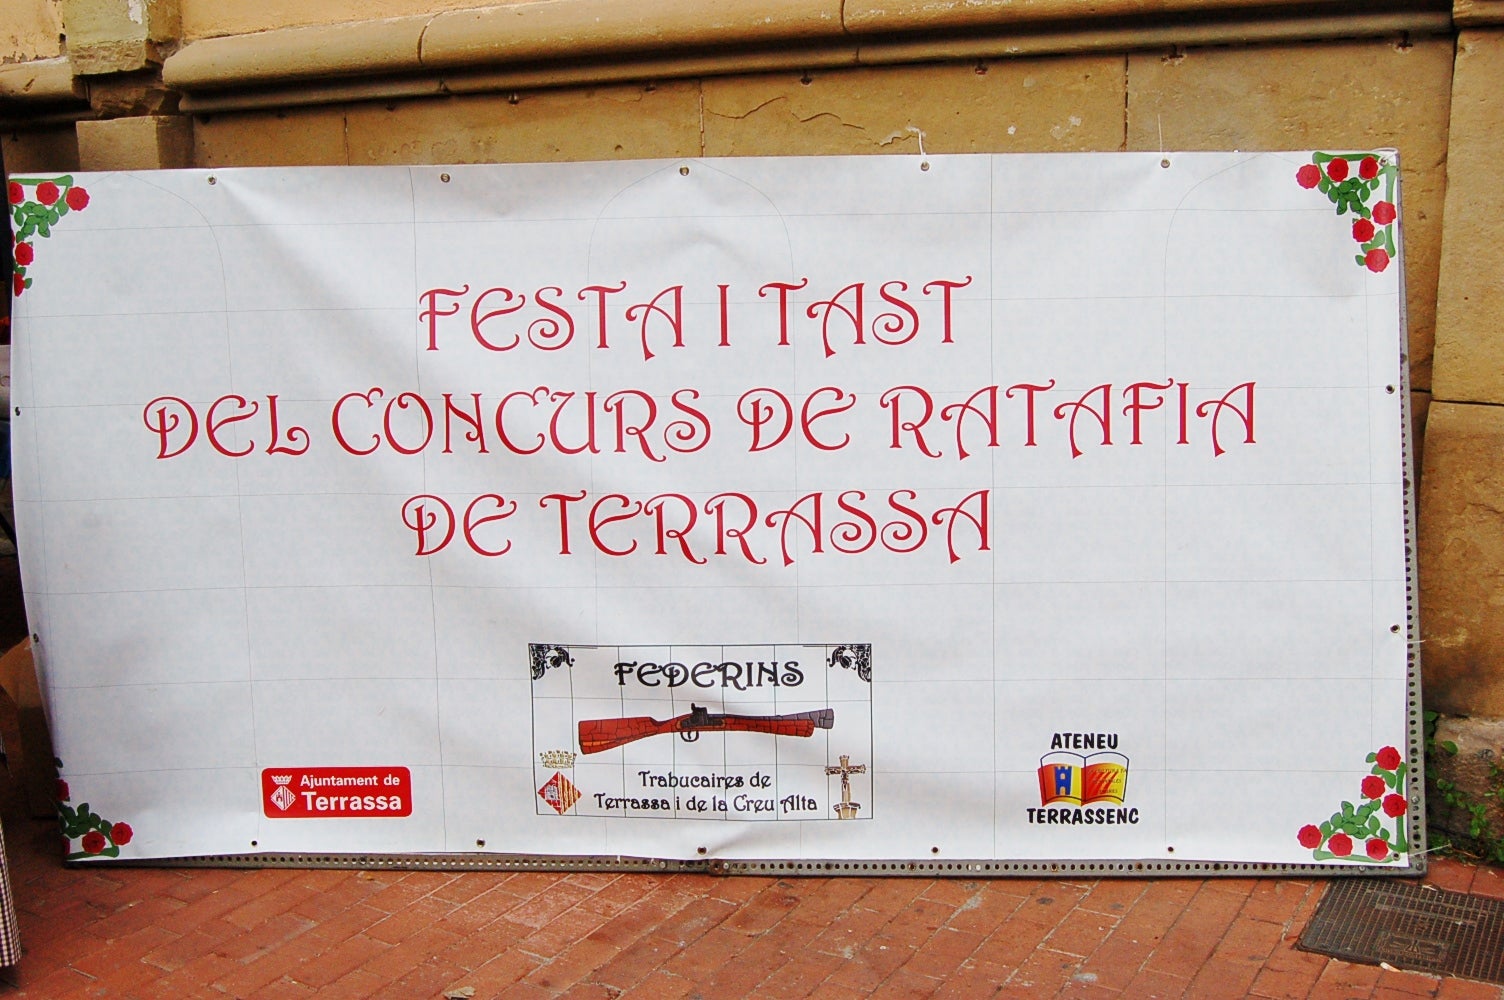 FESTA I TAST
DEL CONCURS DE RATAFIA
DE TERRASSA
FEDERINS
Trabucaires de
Terrassa i de la Creu Alta
Ajuntament de
Terrassa
ATENEU
TERRASSENC